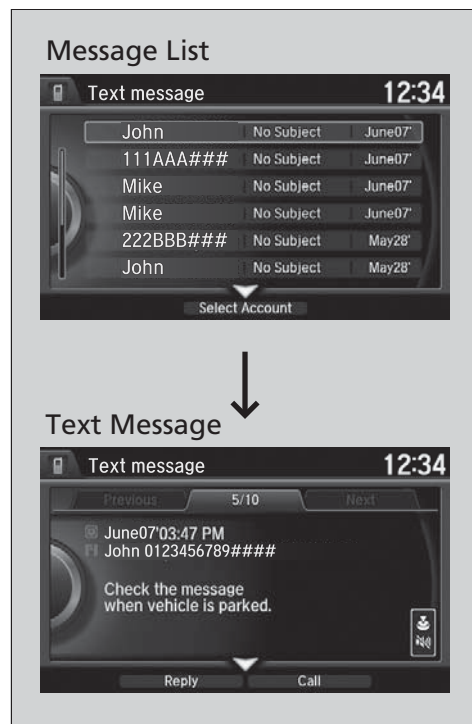 Message List
Text message 12:34
John No Subject June07'
111AAA### No Subject June07'
Mike No Subject June07'
Mike No Subject June07'
222BBB### No Subject May28'
John No Subject May28'
Select Account
Text Message
Text message 12:34
Previous 5/10 Next
June07'03:47 PM
John 0123456789####
Check the message
when vehicle is parked.
Reply Call